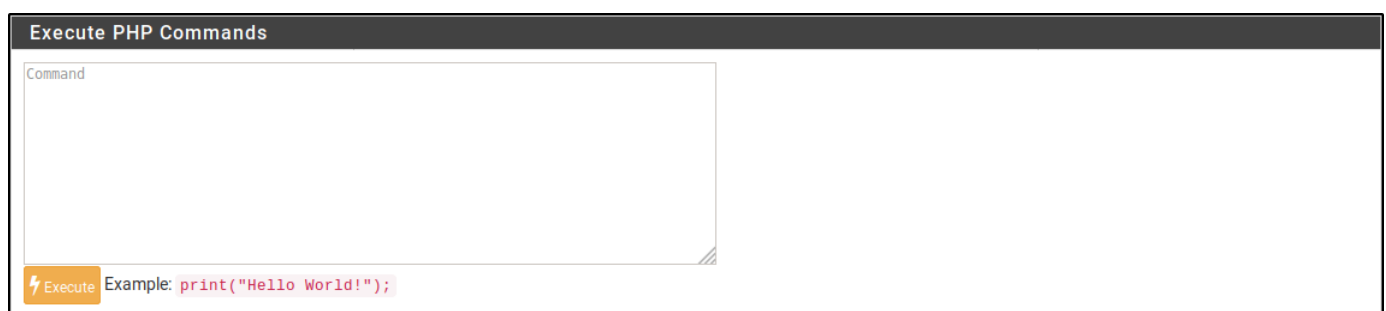 Execute PHP Commands
Command
Execute Example: print("Hello World!");